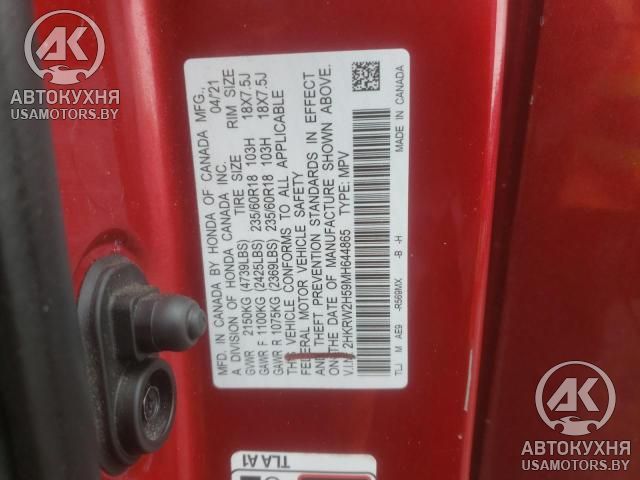 AK
АВТОКУХНЯ
USAMOTORS.BY
MFD. IN CANADA BY HONDA OF CANADA MFG.,
A DIVISION OF HONDA CANADA INC. 04/21
TIRE SIZE RIM SIZE
GVWR 2150KG (4739LBS)
GAWR F 1100KG (2425LBS) 235/60R18 103H 18X7.5J
GAWR R 1075KG (2369LBS) 235/60R18 103H 18X7.5J
THIS VEHICLE CONFORMS TO ALL APPLICABLE
FEDERAL MOTOR VEHICLE SAFETY
AND THEFT PREVENTION STANDARDS IN EFFECT
ON THE DATE OF MANUFACTURE SHOWN ABOVE.
V.I.N.: 2HKRW2H59MH644865 TYPE: MPV
TLJ M AE9 -R569MX -B -H
MADE IN CANADA
TLA A1
AK
АВТОКУХНЯ
USAMOTORS.BY